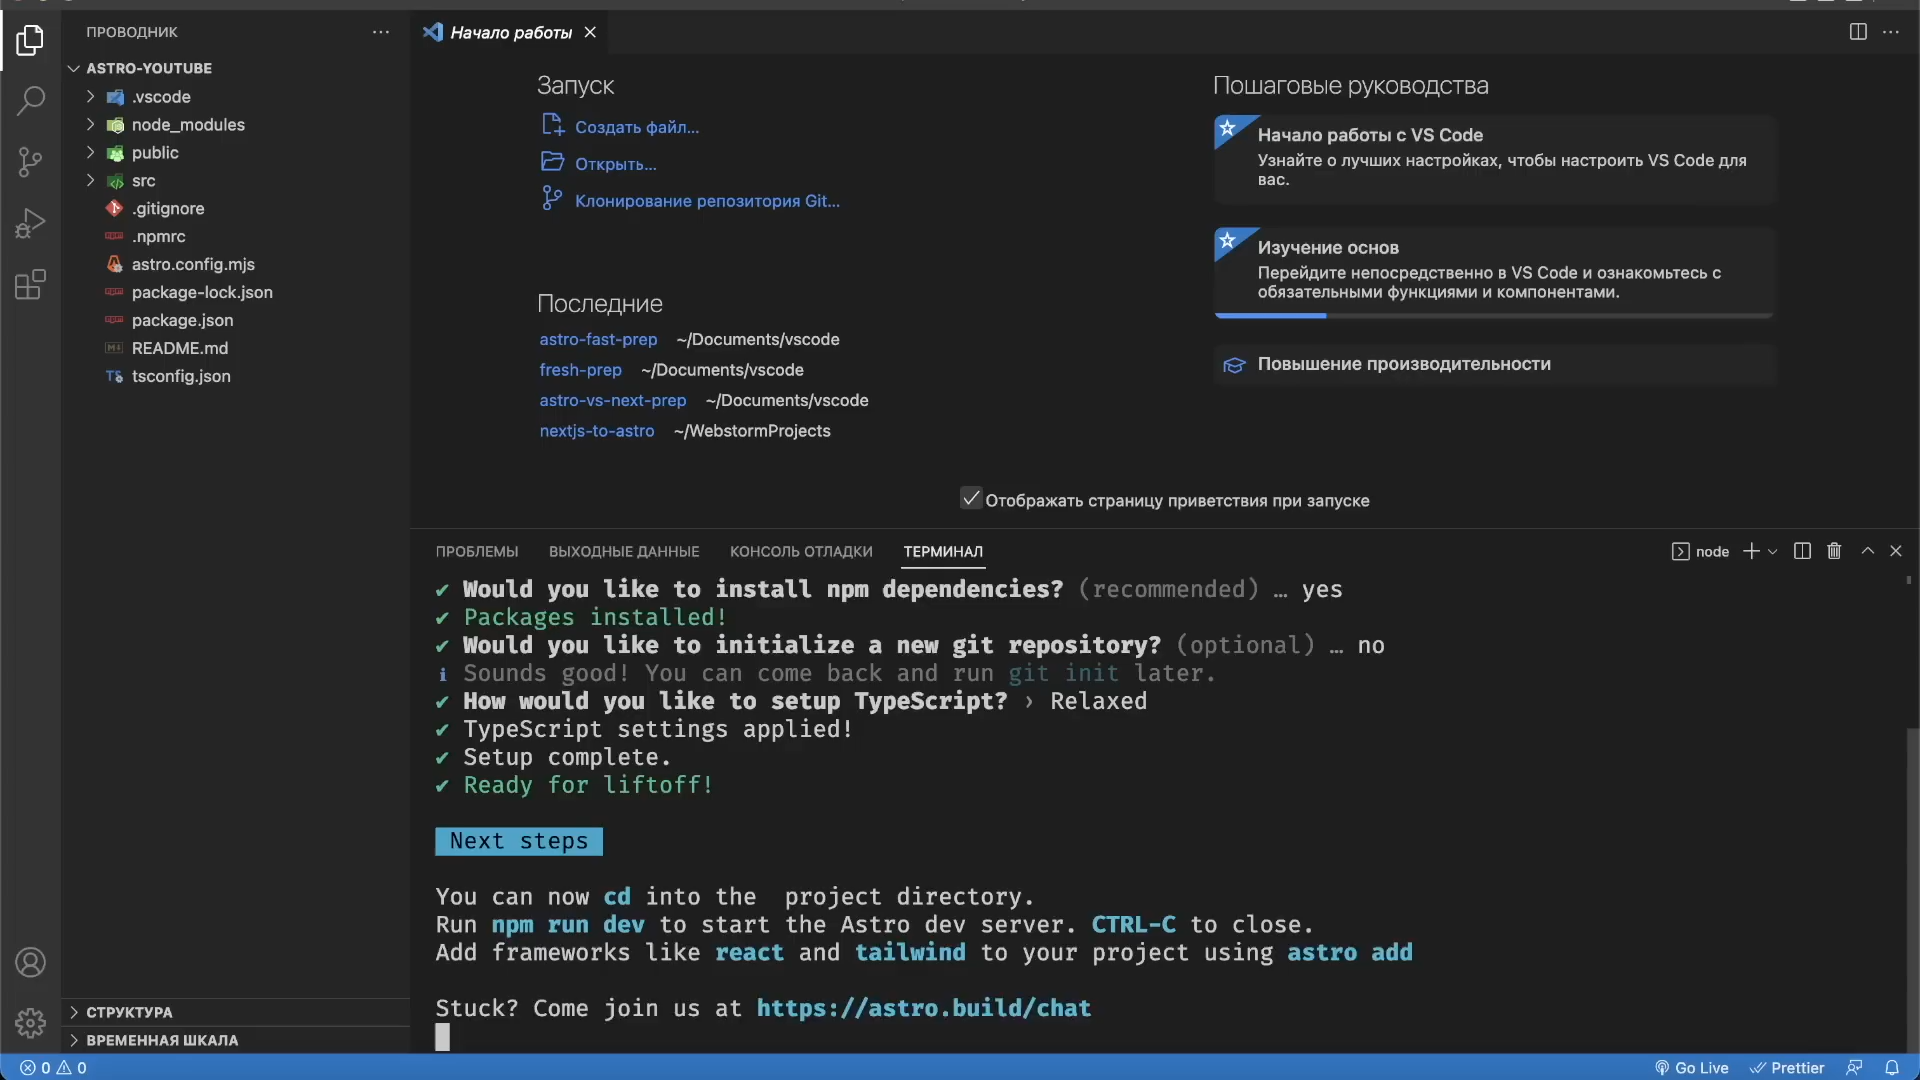 ПРОВОДНИК
ASTRO-YOUTUBE
.vscode
node_modules
public
src
.gitignore
.npmrc
astro.config.mjs
package-lock.json
package.json
README.md
tsconfig.json
СТРУКТУРА
ВРЕМЕННАЯ ШКАЛА
Начало работы
Запуск
Создать файл...
Открыть...
Клонирование репозитория Git...
Последние
astro-fast-prep ~/Documents/vscode
fresh-prep ~/Documents/vscode
astro-vs-next-prep ~/Documents/vscode
nextjs-to-astro ~/WebstormProjects
Пошаговые руководства
Начало работы с VS Code
Узнайте о лучших настройках, чтобы настроить VS Code для
вас.
Изучение основ
Перейдите непосредственно в VS Code и ознакомьтесь с
обязательными функциями и компонентами.
Повышение производительности
Отображать страницу приветствия при запуске
ПРОБЛЕМЫ ВЫХОДНЫЕ ДАННЫЕ КОНСОЛЬ ОТЛАДКИ ТЕРМИНАЛ node
✔ Would you like to install npm dependencies? (recommended) … yes
✔ Packages installed!
✔ Would you like to initialize a new git repository? (optional) … no
ℹ Sounds good! You can come back and run git init later.
✔ How would you like to setup TypeScript? › Relaxed
✔ TypeScript settings applied!
✔ Setup complete.
✔ Ready for liftoff!
Next steps
You can now cd into the project directory.
Run npm run dev to start the Astro dev server. CTRL-C to close.
Add frameworks like react and tailwind to your project using astro add
Stuck? Come join us at https://astro.build/chat
0 0 Go Live Prettier